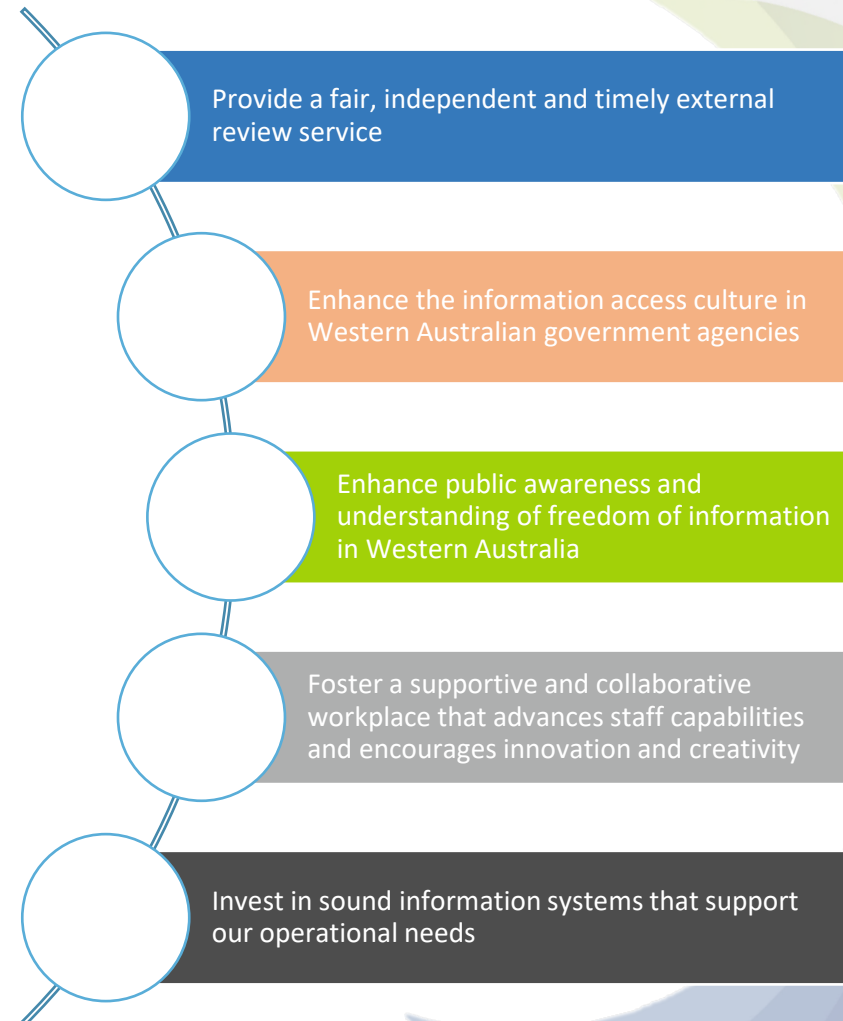 Provide a fair, independent and timely external
review service
Enhance the information access culture in
Western Australian government agencies
Enhance public awareness and
understanding of freedom of information
in Western Australia
Foster a supportive and collaborative
workplace that advances staff capabilities
and encourages innovation and creativity
Invest in sound information systems that support
our operational needs